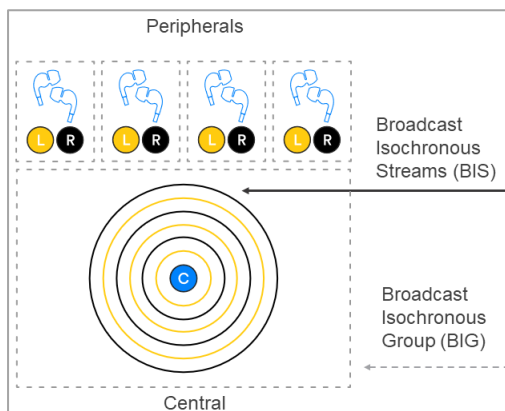 Peripherals
L R L R L R L R
Broadcast
Isochronous
Streams (BIS)
C
Broadcast
Isochronous
Group (BIG)
Central